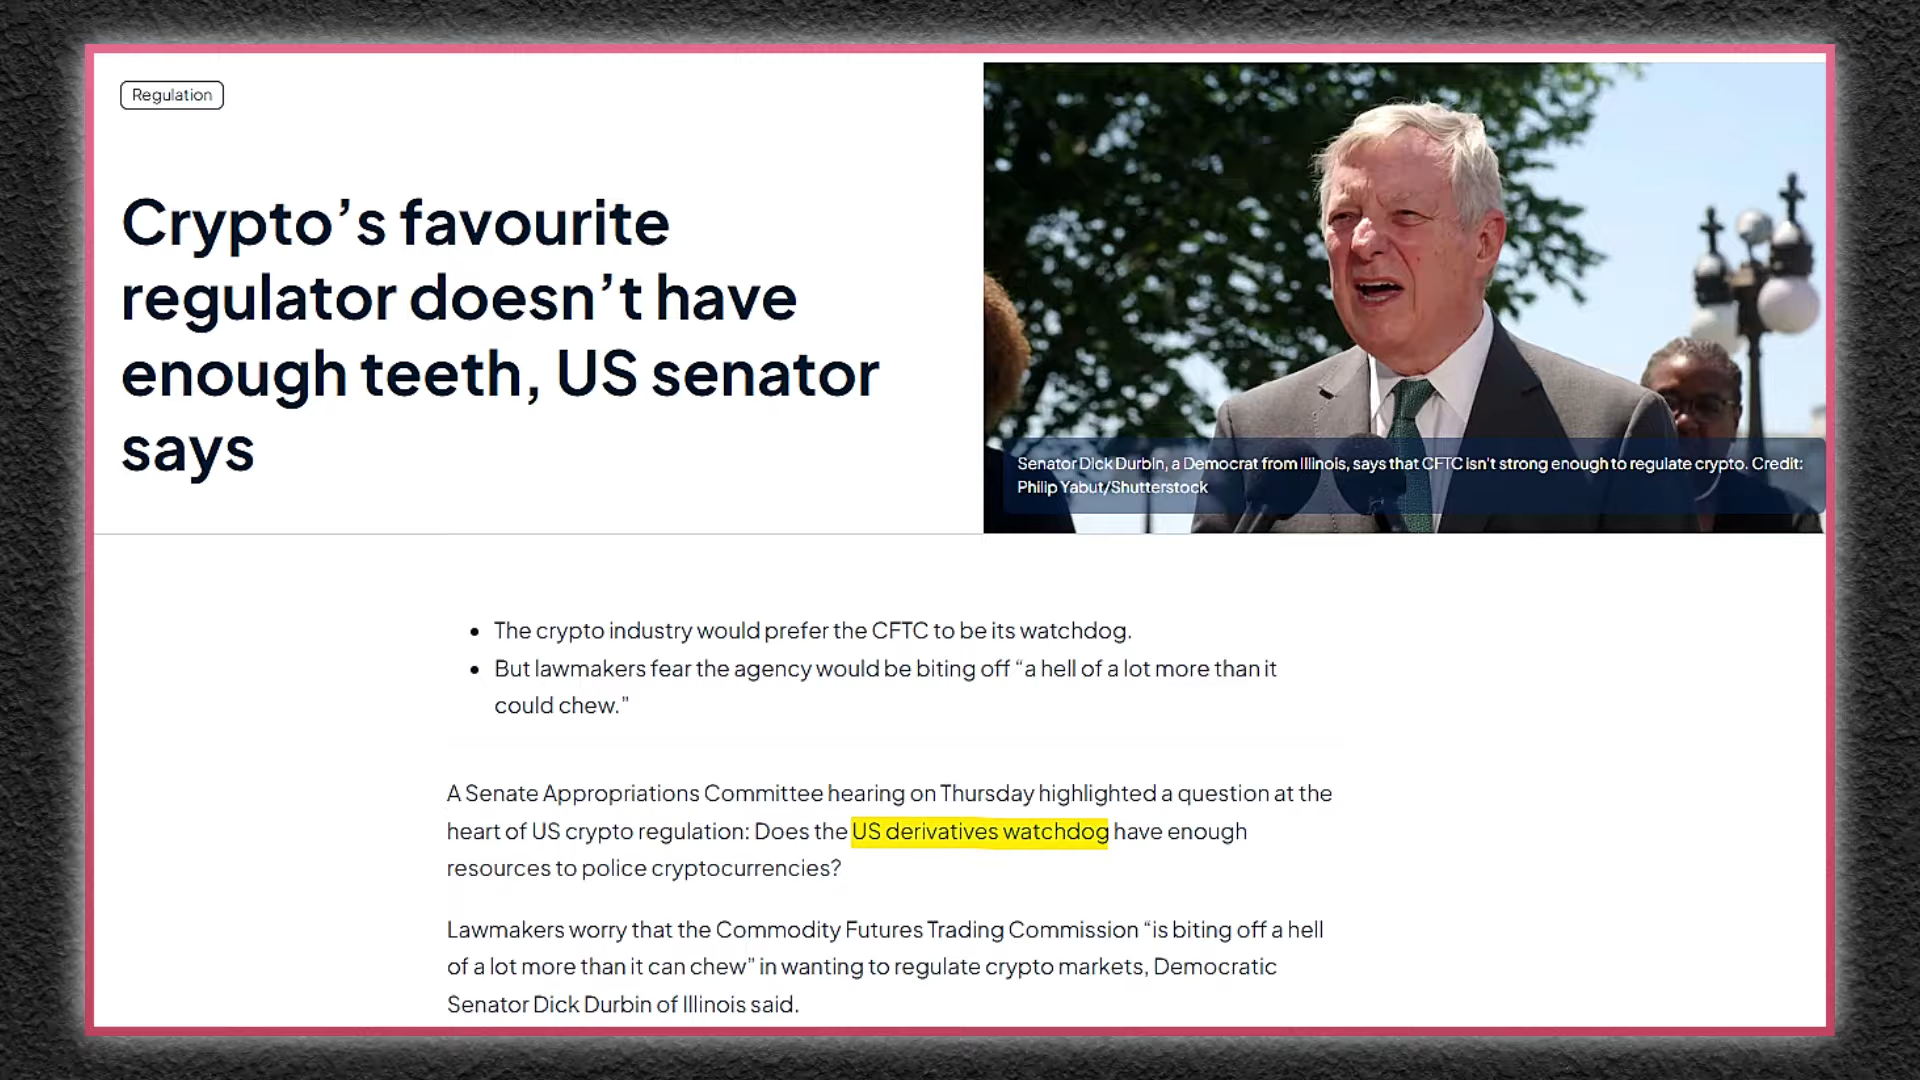 Regulation
Crypto’s favourite
regulator doesn’t have
enough teeth, US senator
says
Senator Dick Durbin, a Democrat from Illinois, says that CFTC isn't strong enough to regulate crypto. Credit:
Philip Yabut/Shutterstock
• The crypto industry would prefer the CFTC to be its watchdog.
• But lawmakers fear the agency would be biting off “a hell of a lot more than it
could chew.”
A Senate Appropriations Committee hearing on Thursday highlighted a question at the
heart of US crypto regulation: Does the US derivatives watchdog have enough
resources to police cryptocurrencies?
Lawmakers worry that the Commodity Futures Trading Commission “is biting off a hell
of a lot more than it can chew” in wanting to regulate crypto markets, Democratic
Senator Dick Durbin of Illinois said.